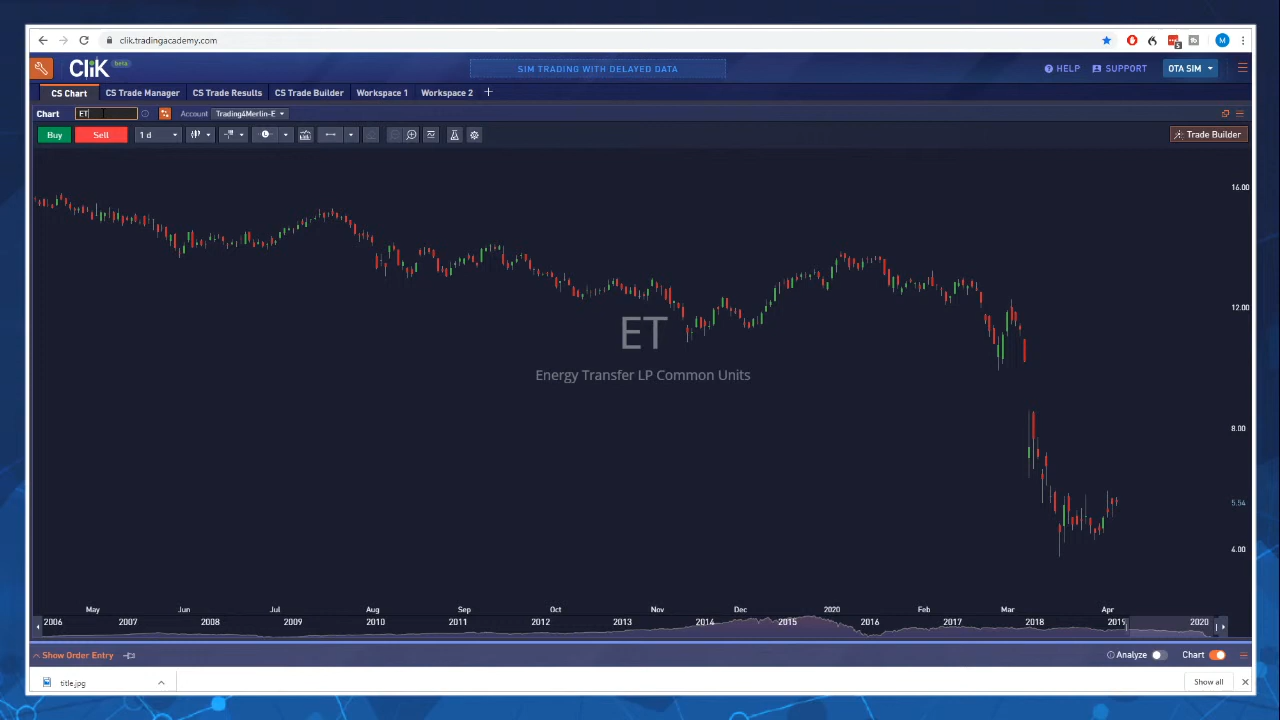 clik.tradingacademy.com
5
M
CliK beta
SIM TRADING WITH DELAYED DATA
HELP
SUPPORT
OTA SIM
CS Chart
CS Trade Manager
CS Trade Results
CS Trade Builder
Workspace 1
Workspace 2
+
Chart
ET
Account
Trading4Merlin-E
Buy
Sell
1 d
Trade Builder
16.00
12.00
8.00
5.54
4.00
ET
Energy Transfer LP Common Units
May Jun Jul Aug Sep Oct Nov Dec 2020 Feb Mar Apr
2006 2007 2008 2009 2010 2011 2012 2013 2014 2015 2016 2017 2018 2019 2020
Show Order Entry
Analyze
Chart
title.jpg
Show all